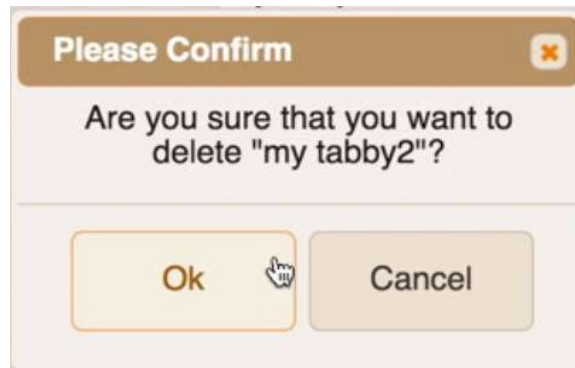 Please Confirm
Are you sure that you want to
delete "my tabby2"?
Ok
Cancel